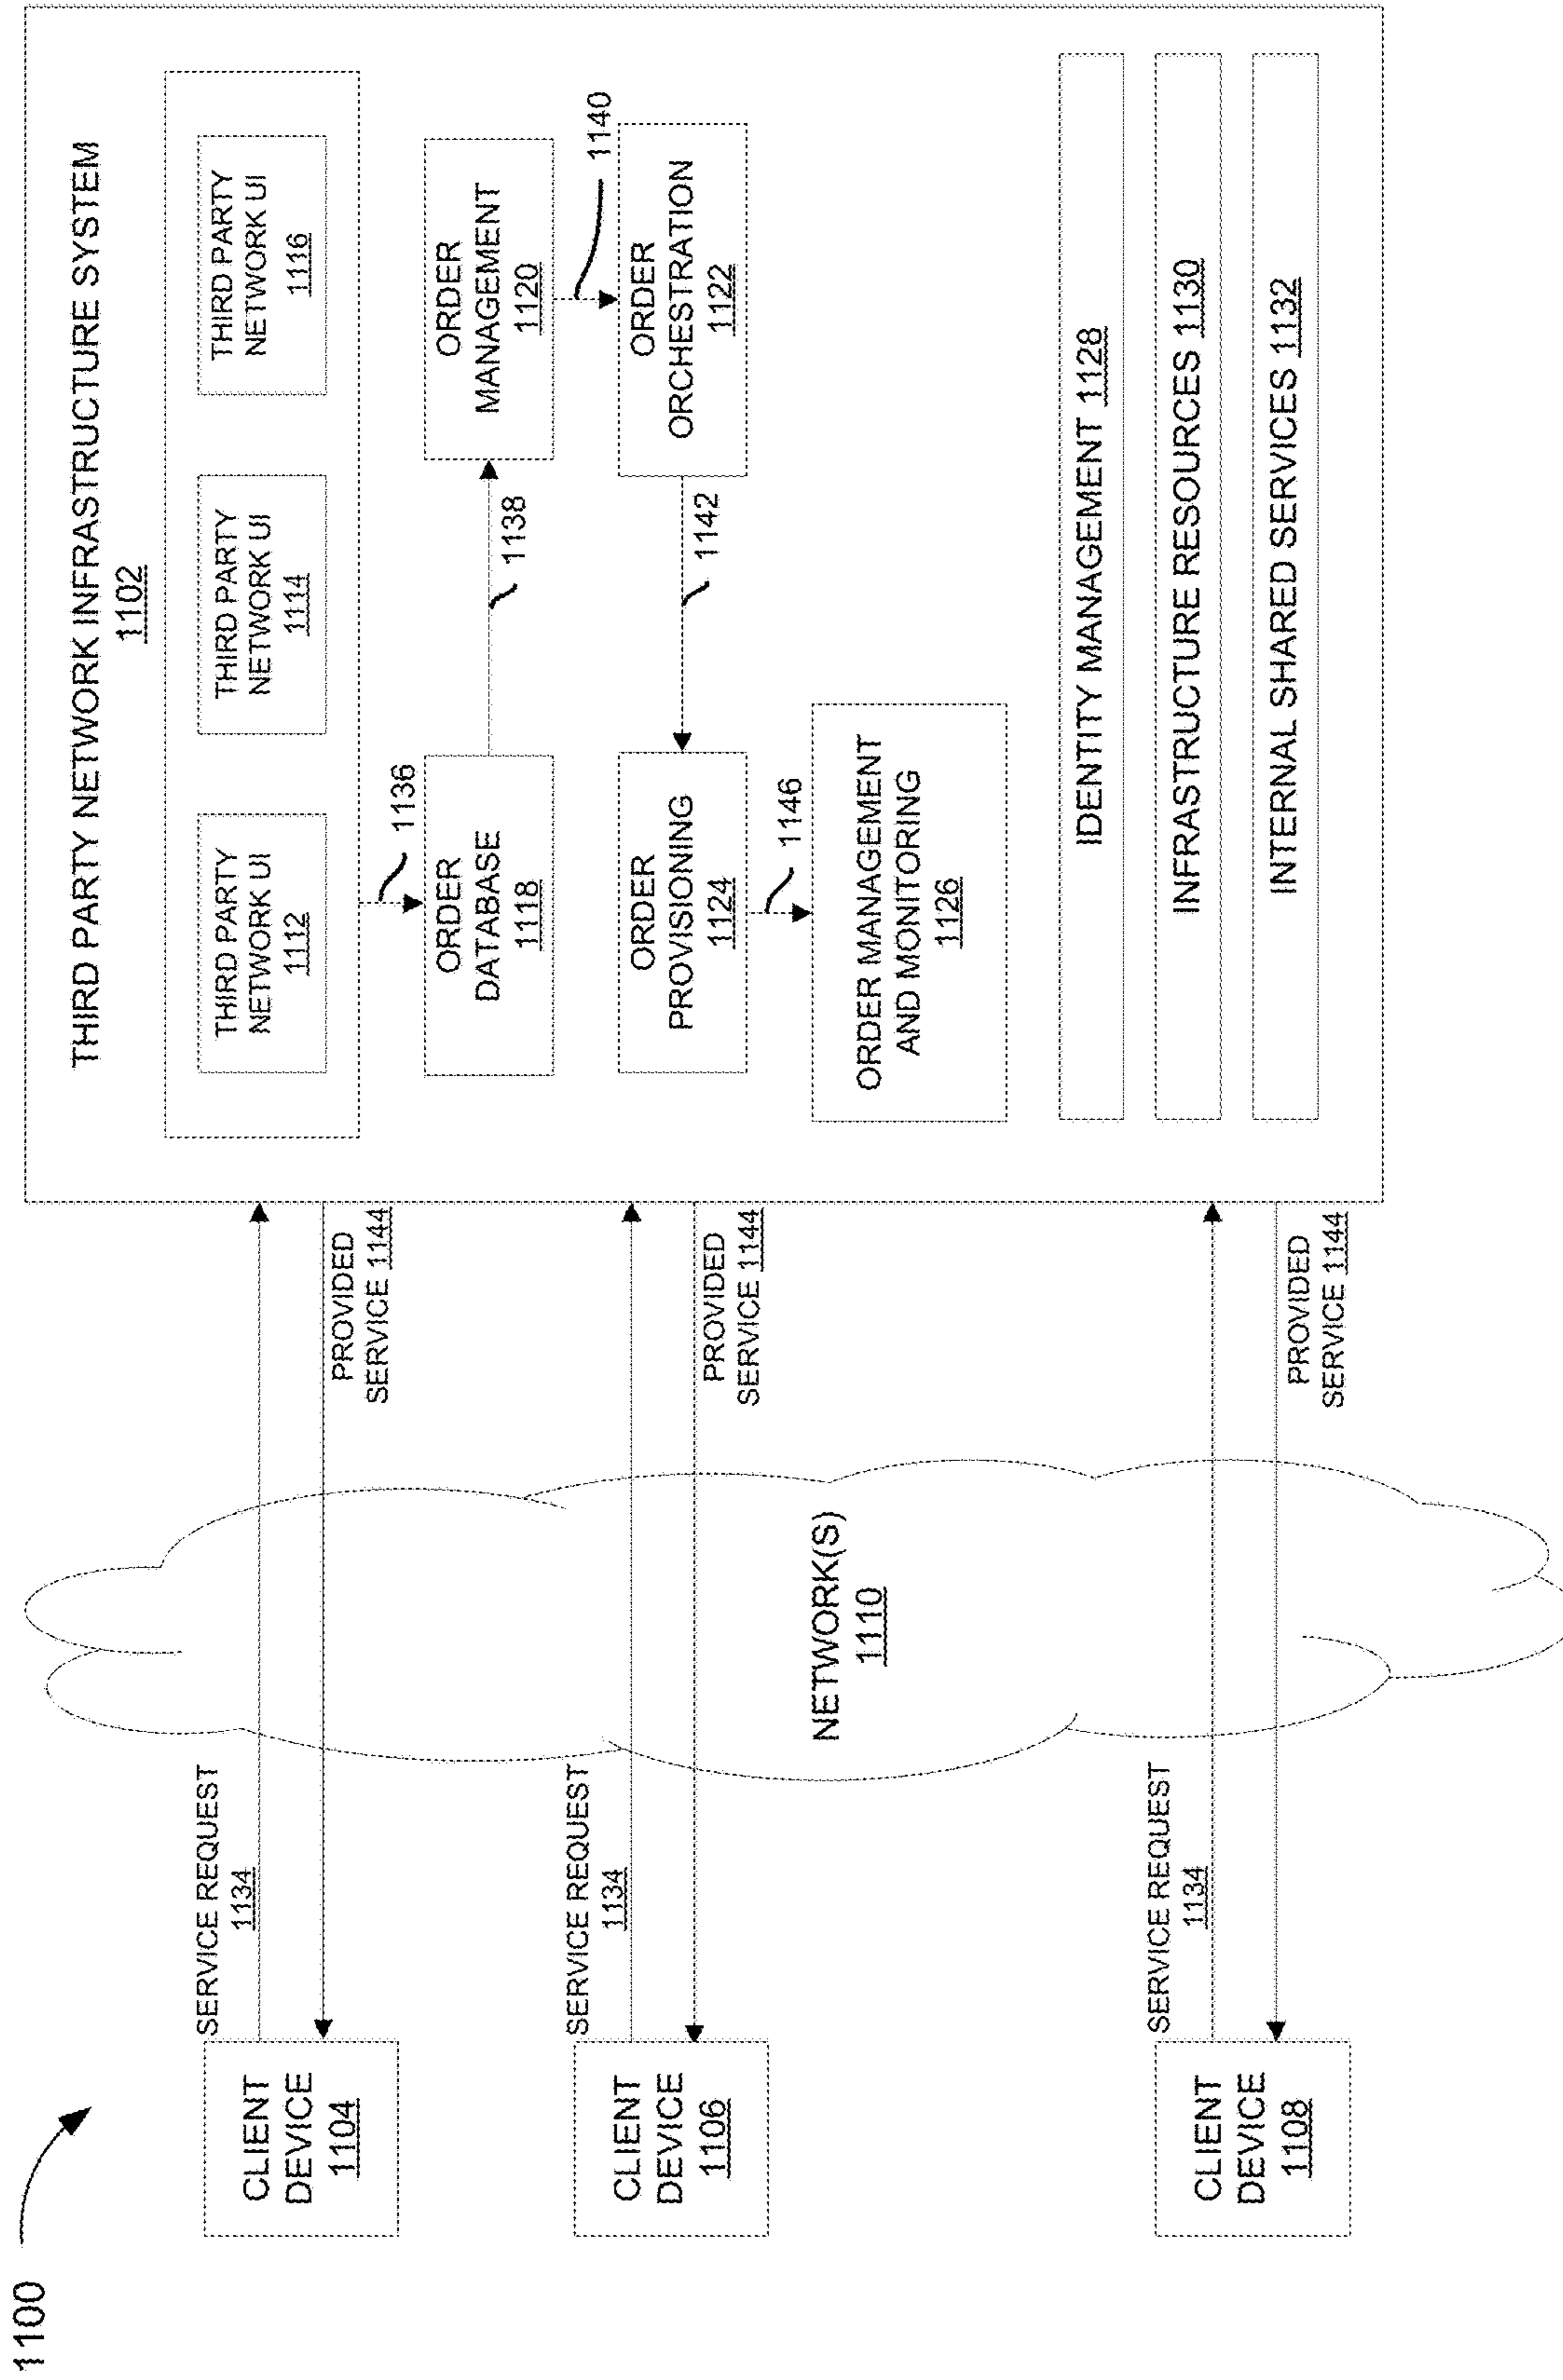 1100
CLIENT
DEVICE
1104
CLIENT
DEVICE
1106
CLIENT
DEVICE
1108
SERVICE REQUEST
1134
SERVICE REQUEST
1134
SERVICE REQUEST
1134
NETWORK(S)
1110
PROVIDED
SERVICE 1144
PROVIDED
SERVICE 1144
PROVIDED
SERVICE 1144
THIRD PARTY NETWORK INFRASTRUCTURE SYSTEM
1102
THIRD PARTY
NETWORK UI
1112
THIRD PARTY
NETWORK UI
1114
THIRD PARTY
NETWORK UI
1116
1136
ORDER
DATABASE
1118
1138
ORDER
MANAGEMENT
1120
1140
ORDER
PROVISIONING
1124
1142
ORDER
ORCHESTRATION
1122
1146
ORDER MANAGEMENT
AND MONITORING
1126
IDENTITY MANAGEMENT 1128
INFRASTRUCTURE RESOURCES 1130
INTERNAL SHARED SERVICES 1132